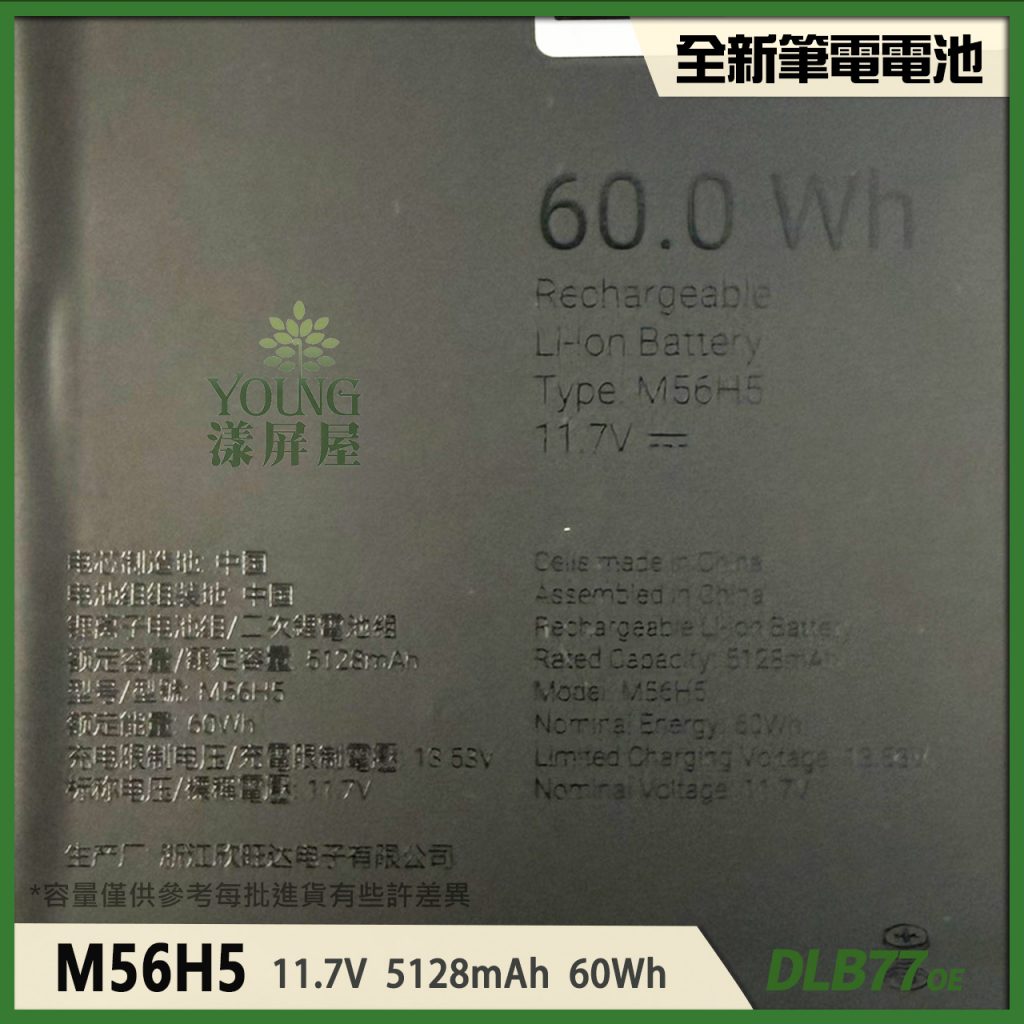 全新筆電電池
60.0 Wh
Rechargeable
Li-Ion Battery
Type: M56H5
11.7V
YOUNG
漾屏屋
电芯制造地: 中国
电池组组装地: 中国
锂离子电池组/二次鋰電池組
额定容量/額定容量: 5128mAh
型号/型號: M56H5
额定能量: 60Wh
充电限制电压/充電限制電壓: 13.53V
标称电压/標稱電壓: 11.7V
生产厂: 浙江欣旺达电子有限公司
Cells made in China
Assembled in China
Rechargeable Li-Ion Battery
Rated Capacity: 5128mAh
Model: M56H5
Nominal Energy: 60Wh
Limited Charging Voltage: 13.53V
Nominal Voltage: 11.7V
*容量僅供參考每批進貨有些許差異
M56H5 11.7V 5128mAh 60Wh
DLB77OE